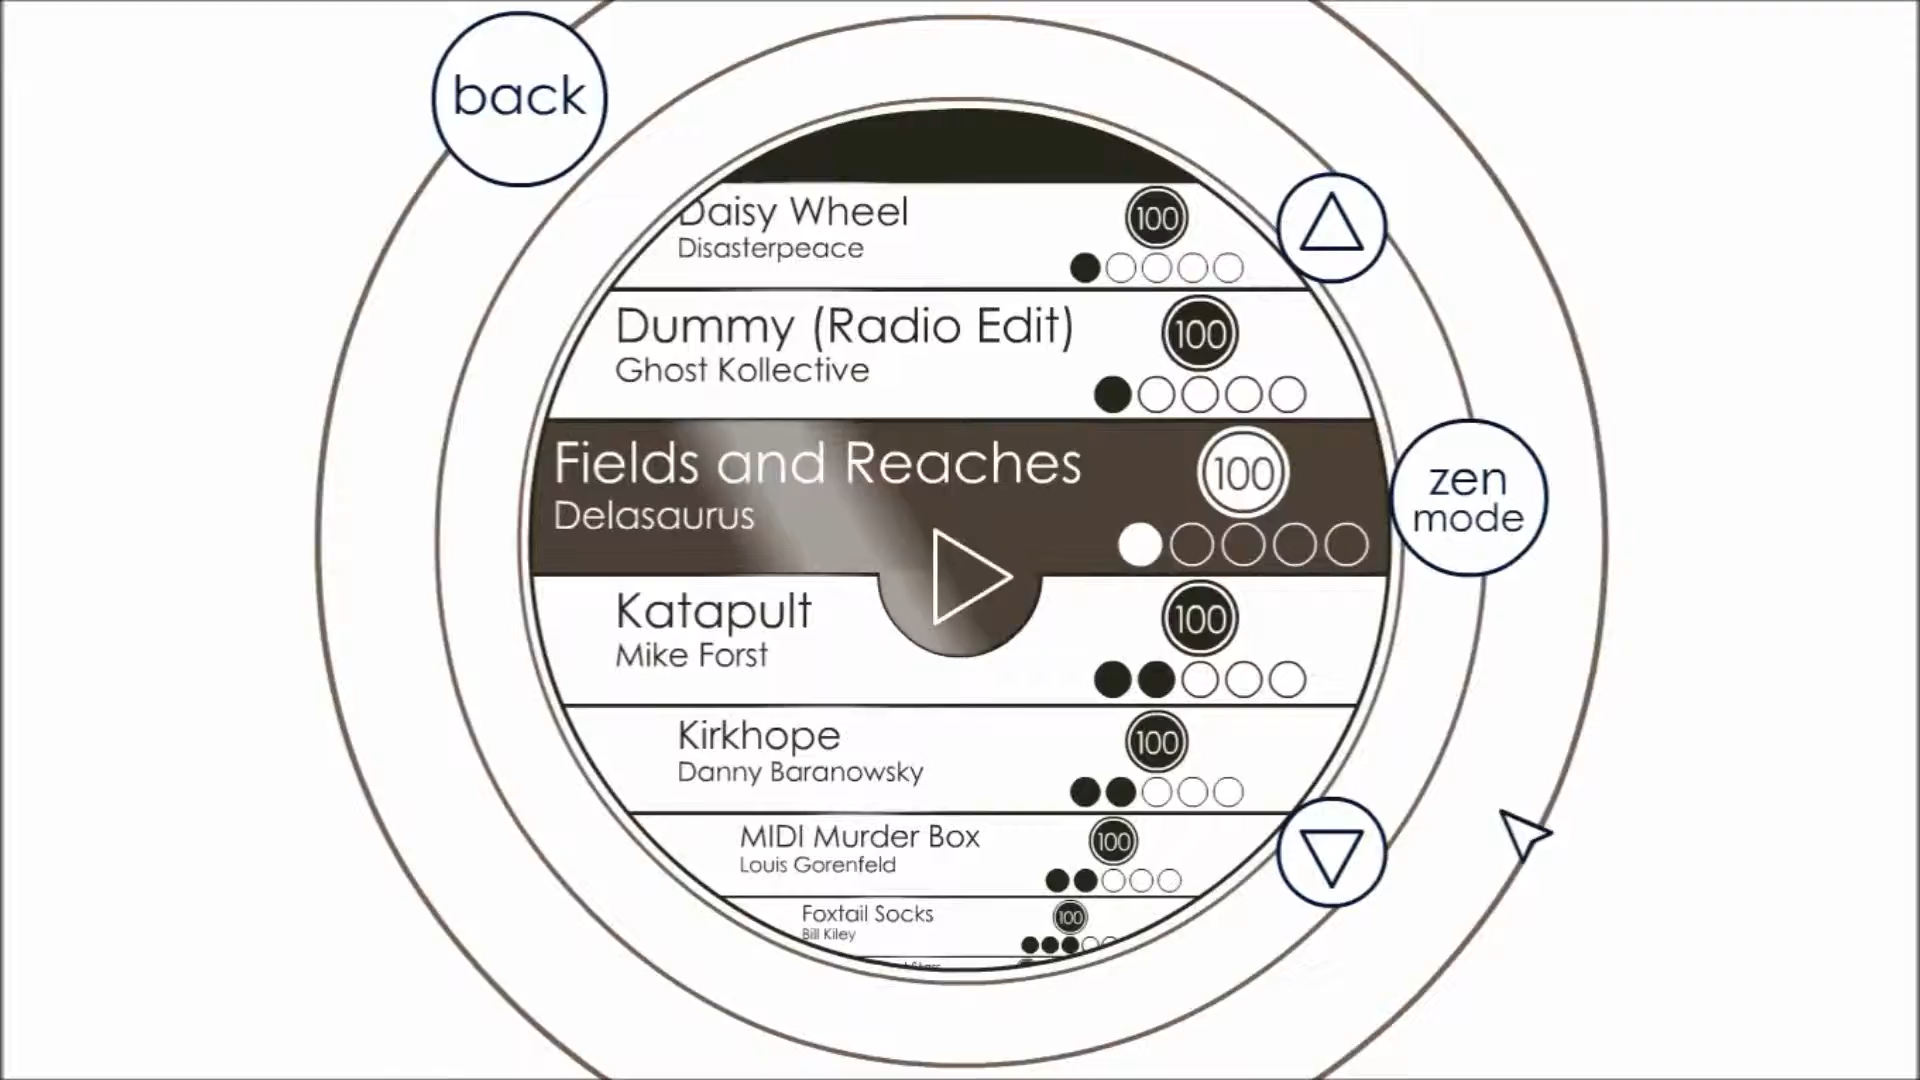 back
Daisy Wheel
100
Disasterpeace
Dummy (Radio Edit)
100
Ghost Kollective
Fields and Reaches
100
Delasaurus
zen
mode
Katapult
100
Mike Forst
Kirkhope
100
Danny Baranowsky
MIDI Murder Box
100
Louis Gorenfeld
Foxtail Socks
100
Bill Kiley